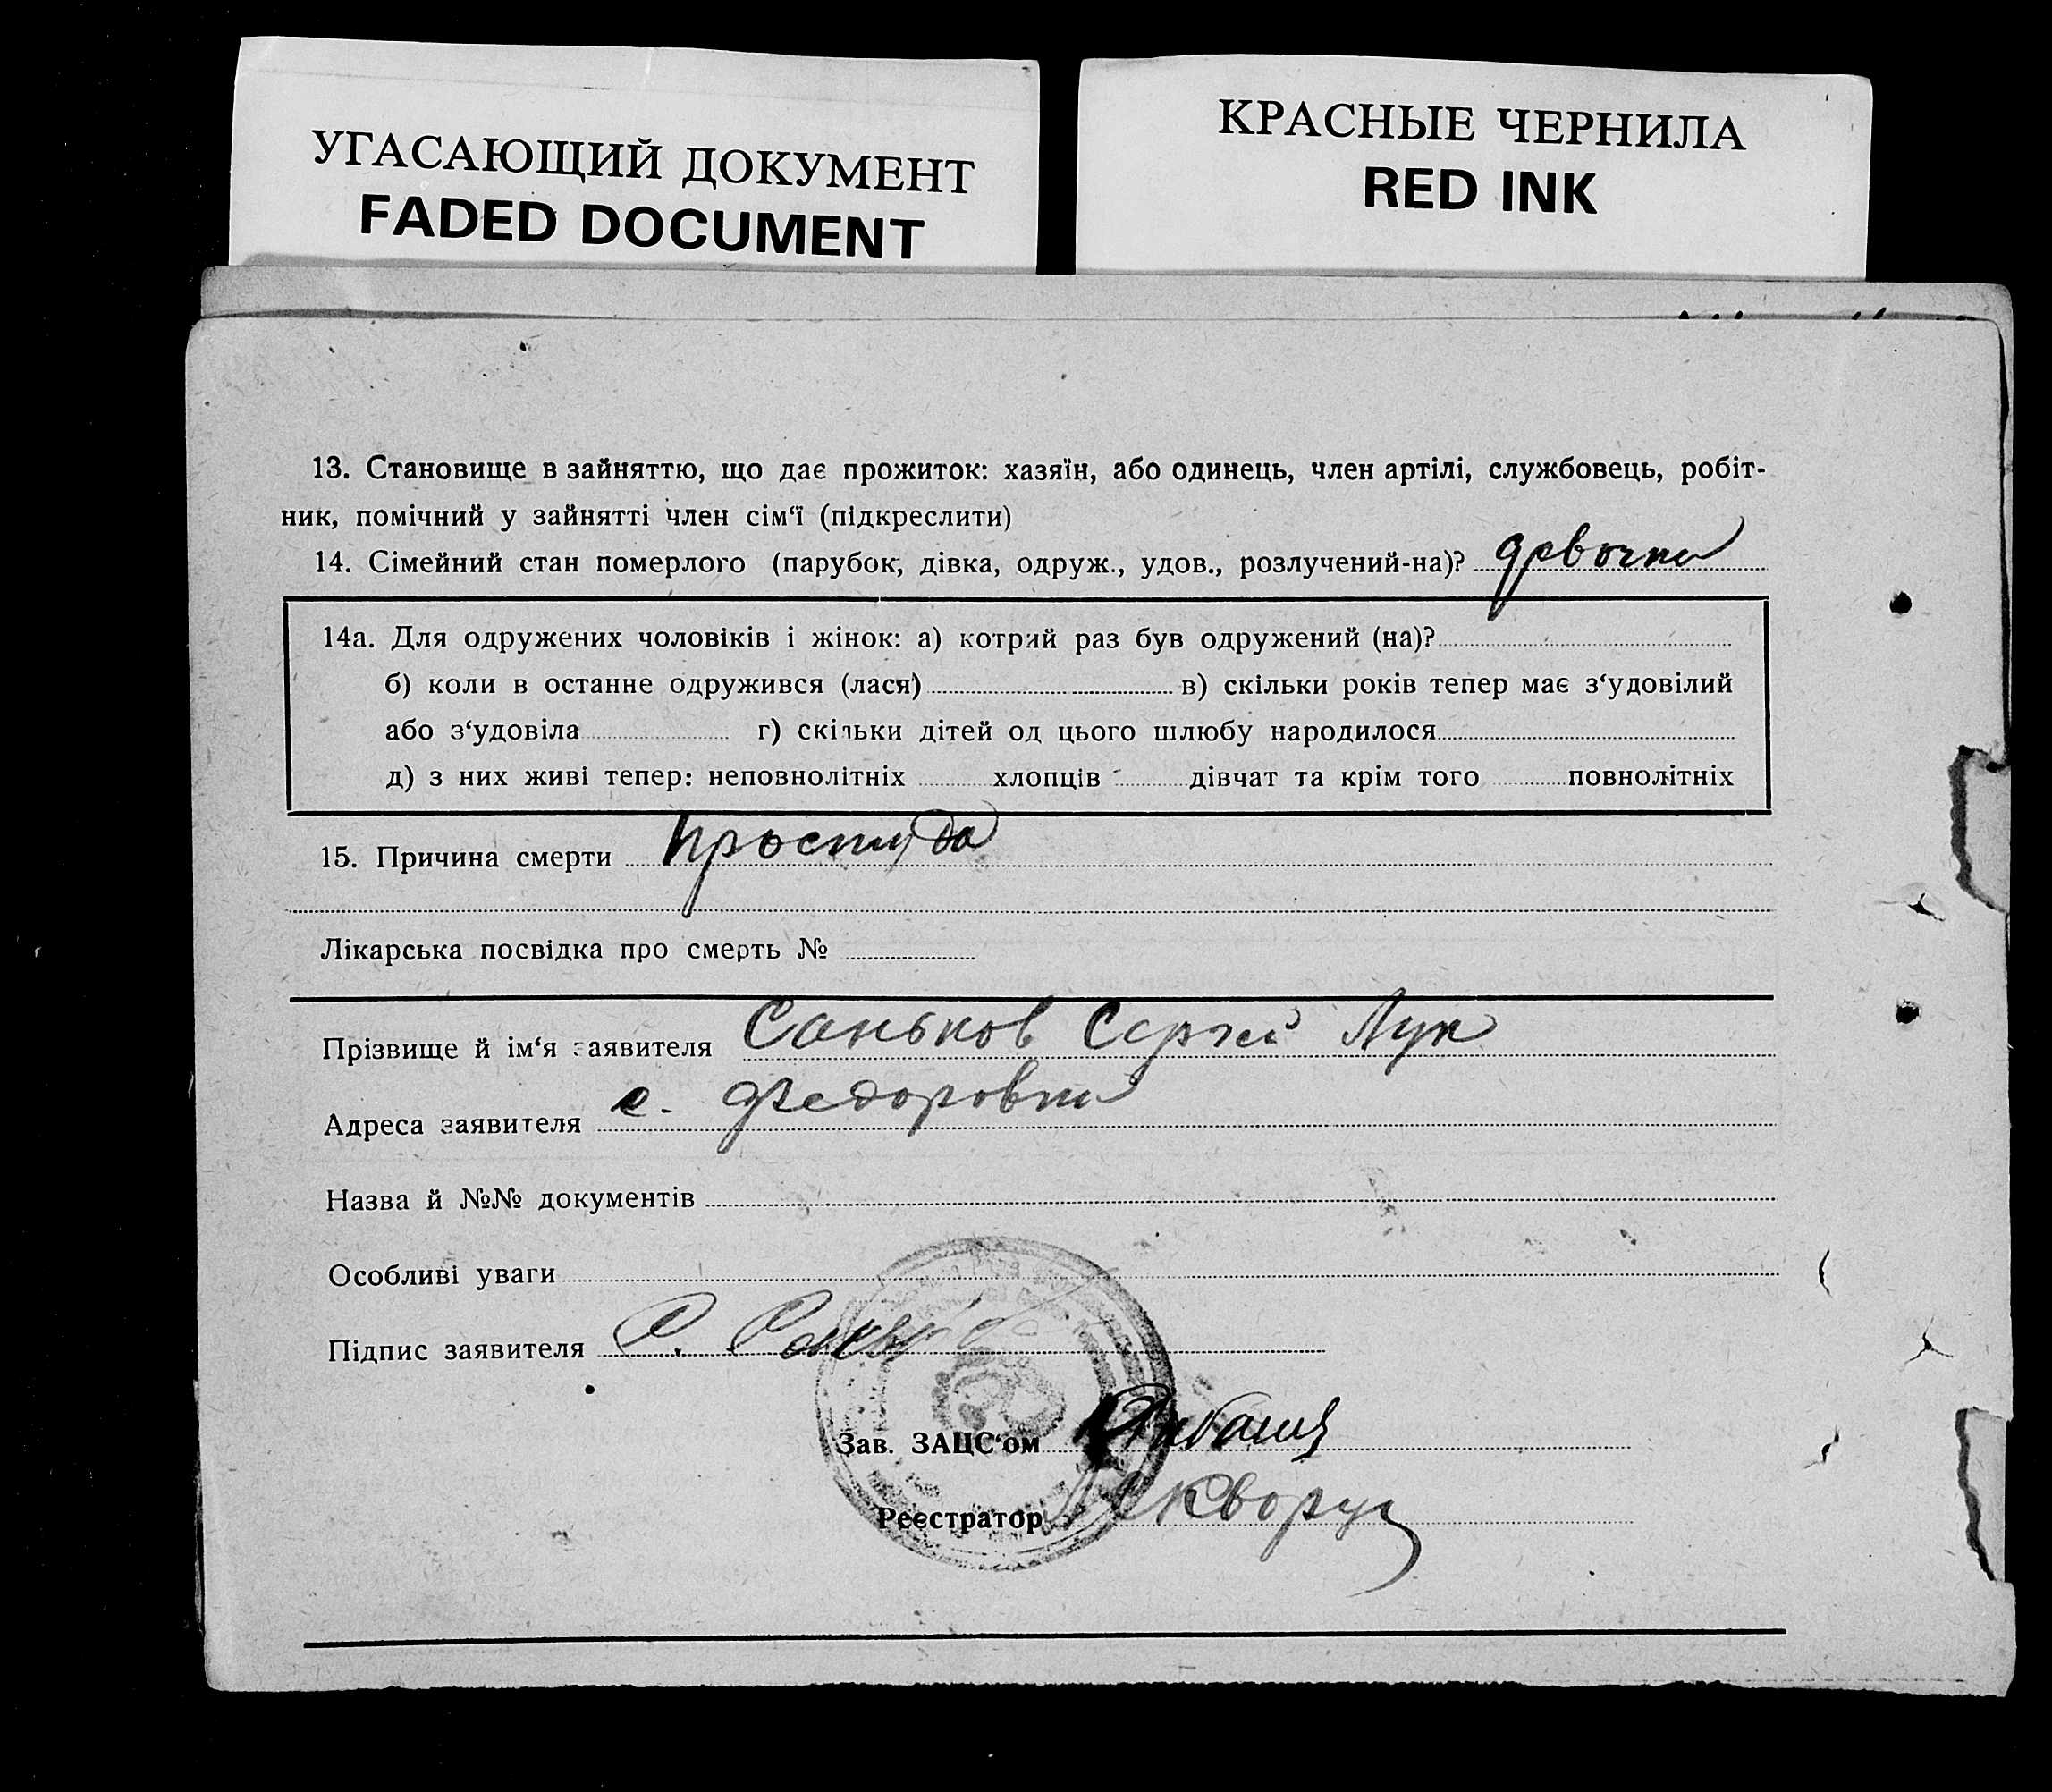 УГАСАЮЩИЙ ДОКУМЕНТ
FADED DOCUMENT
КРАСНЫЕ ЧЕРНИЛА
RED INK
13. Становище в зайняттю, що дає прожиток: хазяїн, або одинець, член артілі, службовець, робіт-
ник, помічний у зайнятті член сім‘ї (підкреслити)
14. Сімейний стан померлого (парубок, дівка, одруж., удов., розлучений-на)? девочка
14а. Для одружених чоловіків і жінок: а) котрий раз був одружений (на)?
б) коли в останне одружився (лася) в) скільки років тепер має з‘удовілий
або з‘удовіла г) скільки дітей од цього шлюбу народилося
д) з них живі тепер: неповнолітніх хлопців дівчат та крім того повнолітніх
15. Причина смерти простуда
Лікарська посвідка про смерть №
Прізвище й ім‘я заявителя Саньков Сергей Лук
Адреса заявителя с. Федоровка
Назва й №№ документів
Особливі уваги
Підпис заявителя С.
Зав. ЗАЦС‘ом
Реєстратор